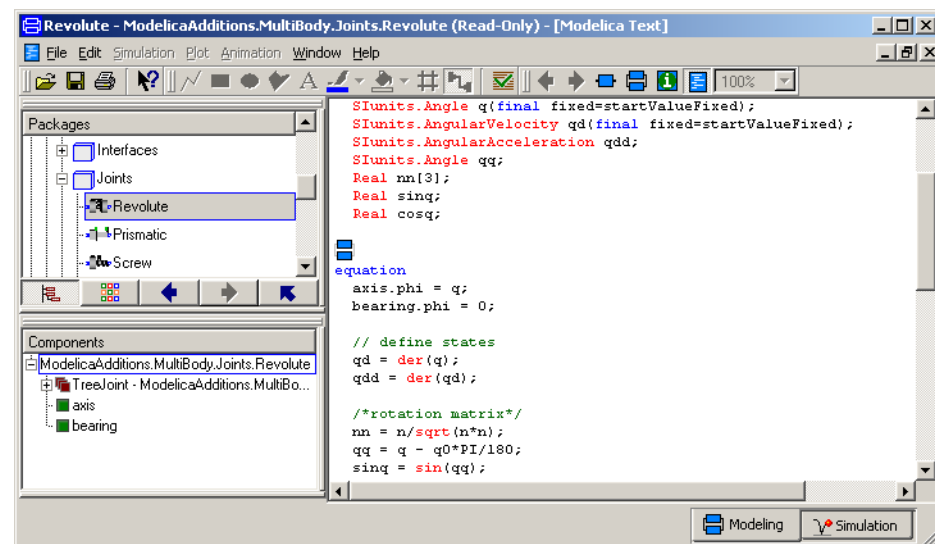 Revolute - ModelicaAdditions.MultiBody.Joints.Revolute (Read-Only) - [Modelica Text]
File Edit Simulation Plot Animation Window Help
100%
Packages
Interfaces
Joints
Revolute
Prismatic
Screw
Components
ModelicaAdditions.MultiBody.Joints.Revolute
TreeJoint - ModelicaAdditions.MultiBo...
axis
bearing
SIunits.Angle q(final fixed=startValueFixed);
SIunits.AngularVelocity qd(final fixed=startValueFixed);
SIunits.AngularAcceleration qdd;
SIunits.Angle qq;
Real nn[3];
Real sinq;
Real cosq;
equation
axis.phi = q;
bearing.phi = 0;
// define states
qd = der(q);
qdd = der(qd);
/*rotation matrix*/
nn = n/sqrt(n*n);
qq = q - q0*PI/180;
sinq = sin(qq);
Modeling
Simulation